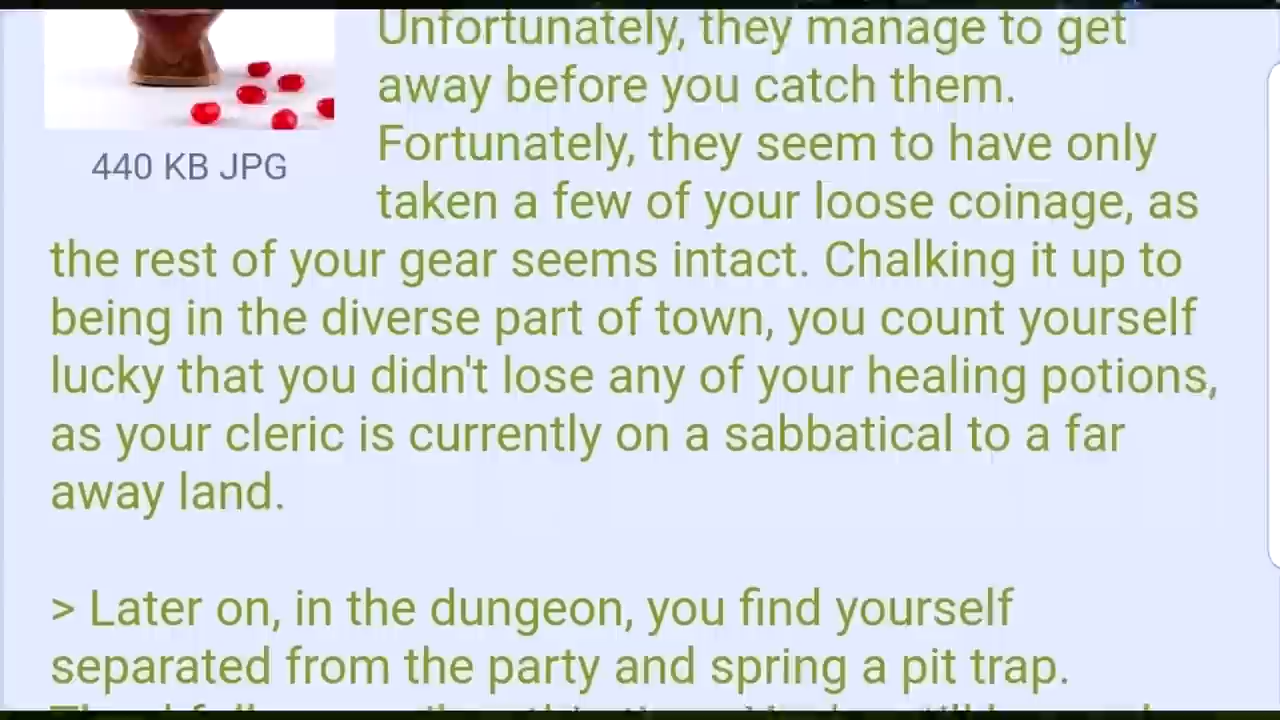 Unfortunately, they manage to get
away before you catch them.
Fortunately, they seem to have only
440 KB JPG
taken a few of your loose coinage, as
the rest of your gear seems intact. Chalking it up to
being in the diverse part of town, you count yourself
lucky that you didn't lose any of your healing potions,
as your cleric is currently on a sabbatical to a far
away land.
> Later on, in the dungeon, you find yourself
separated from the party and spring a pit trap.